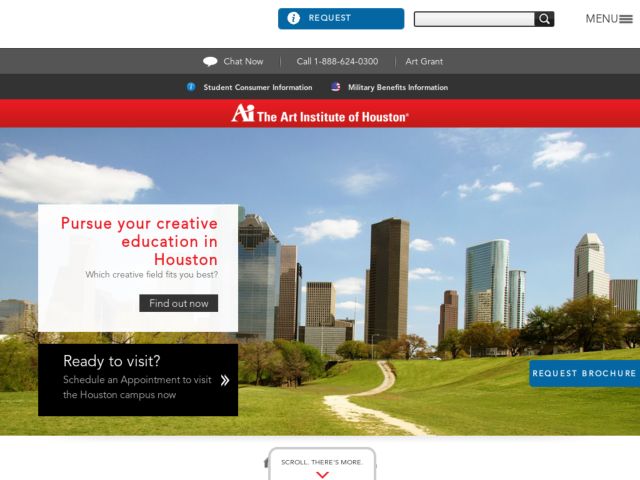 REQUEST
MENU
Chat Now
Call 1-888-624-0300
Art Grant
Student Consumer Information
Military Benefits Information
Ai The Art Institute of Houston®
Pursue your creative
education in
Houston
Which creative field fits you best?
Find out now
Ready to visit?
Schedule an Appointment to visit
the Houston campus now
REQUEST BROCHURE
SCROLL, THERE'S MORE.